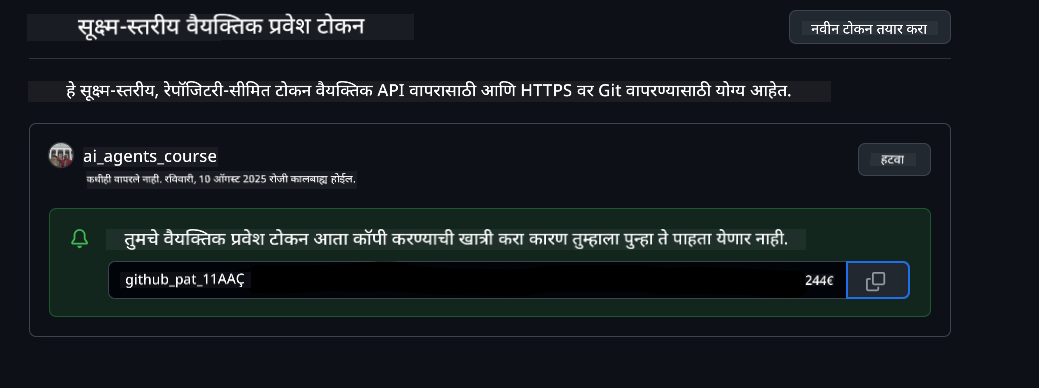 सूक्ष्म-स्तरीय वैयक्तिक प्रवेश टोकन
नवीन टोकन तयार करा
हे सूक्ष्म-स्तरीय, रेपॉजिटरी-सीमित टोकन वैयक्तिक API वापरासाठी आणि HTTPS वर Git वापरण्यासाठी योग्य आहेत.
ai_agents_course
हटवा
कधीही वापरले नाही. रविवारी, 10 ऑगस्ट 2025 रोजी कालबाह्य होईल.
तुमचे वैयक्तिक प्रवेश टोकन आता कॉपी करण्याची खात्री करा कारण तुम्हाला पुन्हा ते पाहता येणार नाही.
github_pat_11AAÇ 244€